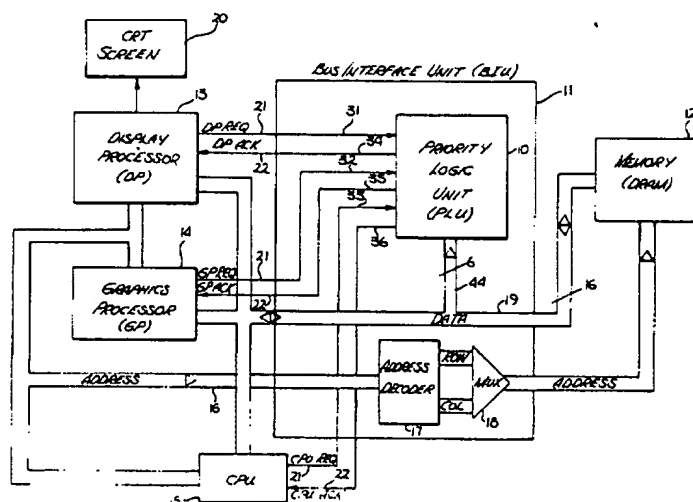 20
CRT
SCREEN
BUS INTERFACE UNIT (BIU)
13
11
DISPLAY
PROCESSOR
(DP)
DP REQ
21
31
DP ACK
22
34
32
33
35
36
PRIORITY
LOGIC
UNIT
(PLU)
10
12
MEMORY
(DRAM)
14
GRAPHICS
PROCESSOR
(GP)
GP REQ
21
GP ACK
22
6
44
19
16
DATA
ADDRESS
16
ADDRESS
DECODER
17
ROW
COL
MUX
18
ADDRESS
CPU
CPU REQ
21
22